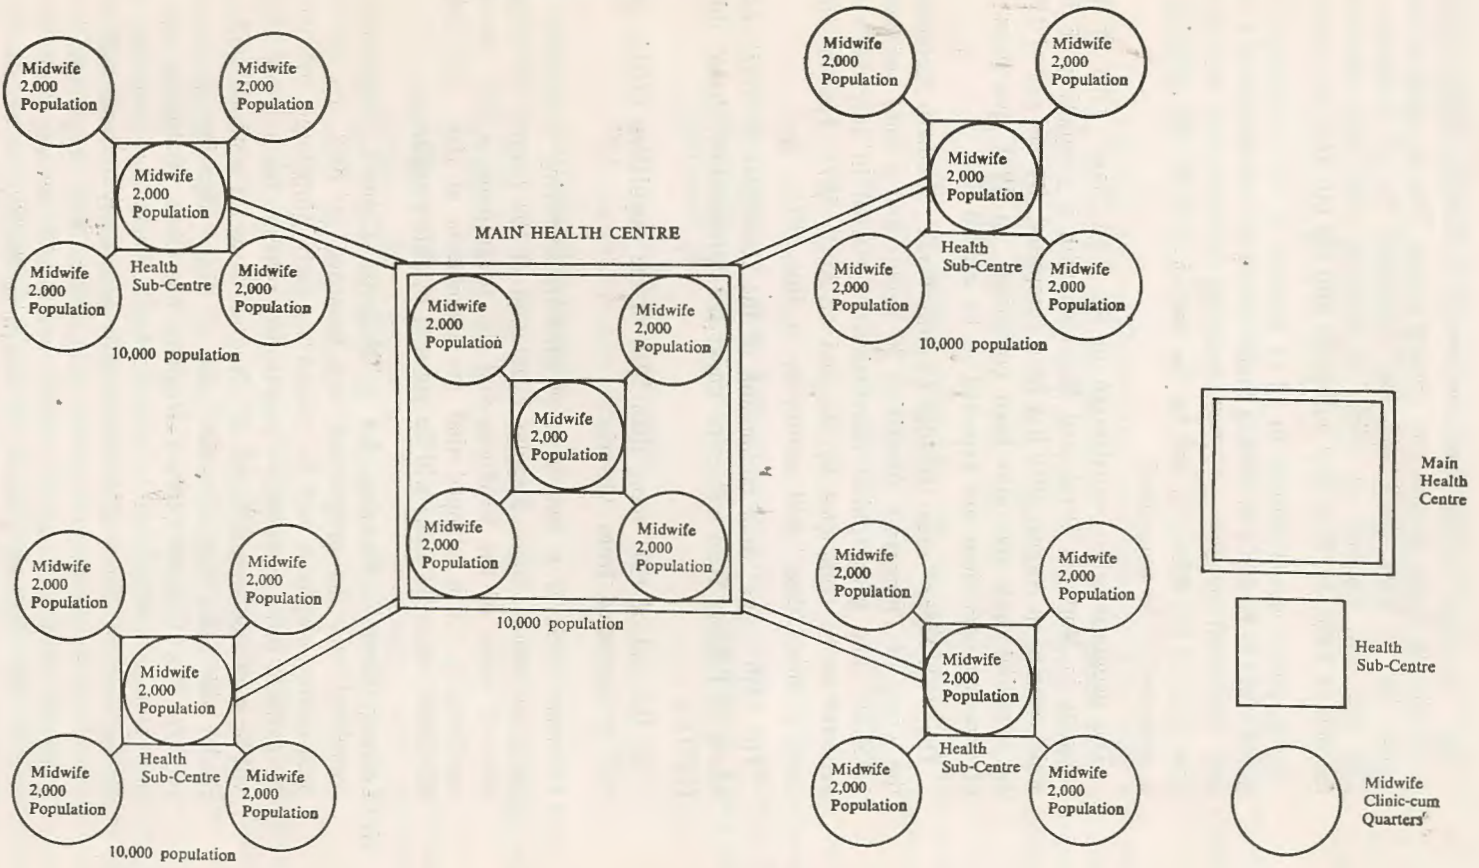 Midwife
2,000
Population
Midwife
2,000
Population
Midwife
2,000
Population
Midwife
2.000
Population
Midwife
2,000
Population
Health
Sub-Centre
10,000 population
Midwife
2,000
Population
Midwife
2,000
Population
Midwife
2,000
Population
Midwife
2,000
Population
Midwife
2,000
Population
Health
Sub-Centre
10,000 population
MAIN HEALTH CENTRE
Midwife
2,000
Population
Midwife
2,000
Population
Midwife
2,000
Population
Midwife
2,000
Population
Midwife
2,000
Population
10,000 population
Midwife
2,000
Population
Midwife
2,000
Population
Midwife
2,000
Population
Midwife
2,000
Population
Midwife
2,000
Population
Health
Sub-Centre
10,000 population
Midwife
2,000
Population
Midwife
2,000
Population
Midwife
2,000
Population
Midwife
2,000
Population
Midwife
2,000
Population
Health
Sub-Centre
Main
Health
Centre
Health
Sub-Centre
Midwife
Clinic-cum
Quarters